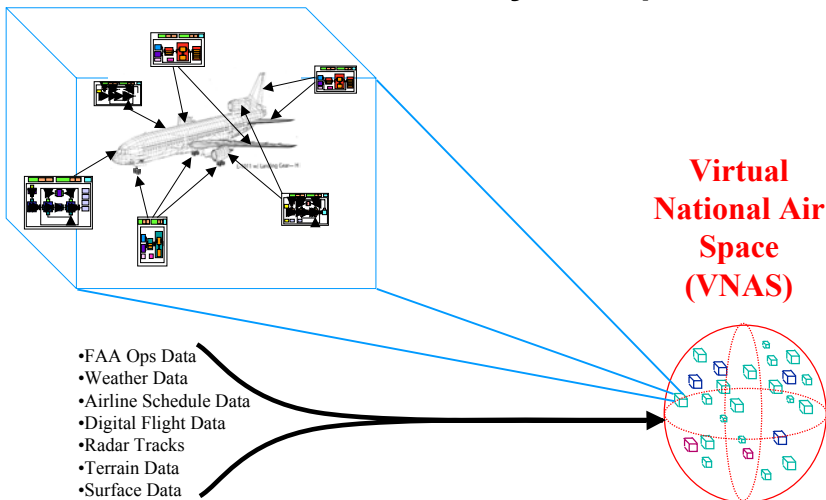 Virtual
National Air
Space
(VNAS)
•FAA Ops Data
•Weather Data
•Airline Schedule Data
•Digital Flight Data
•Radar Tracks
•Terrain Data
•Surface Data